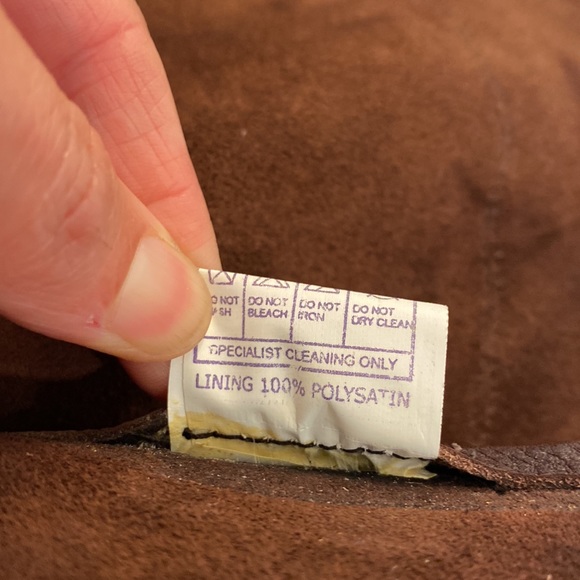 DO NOT DO NOT DO NOT DO NOT
BLEACH IRON DRY CLEAN
SPECIALIST CLEANING ONLY
LINING 100% POLYSATIN